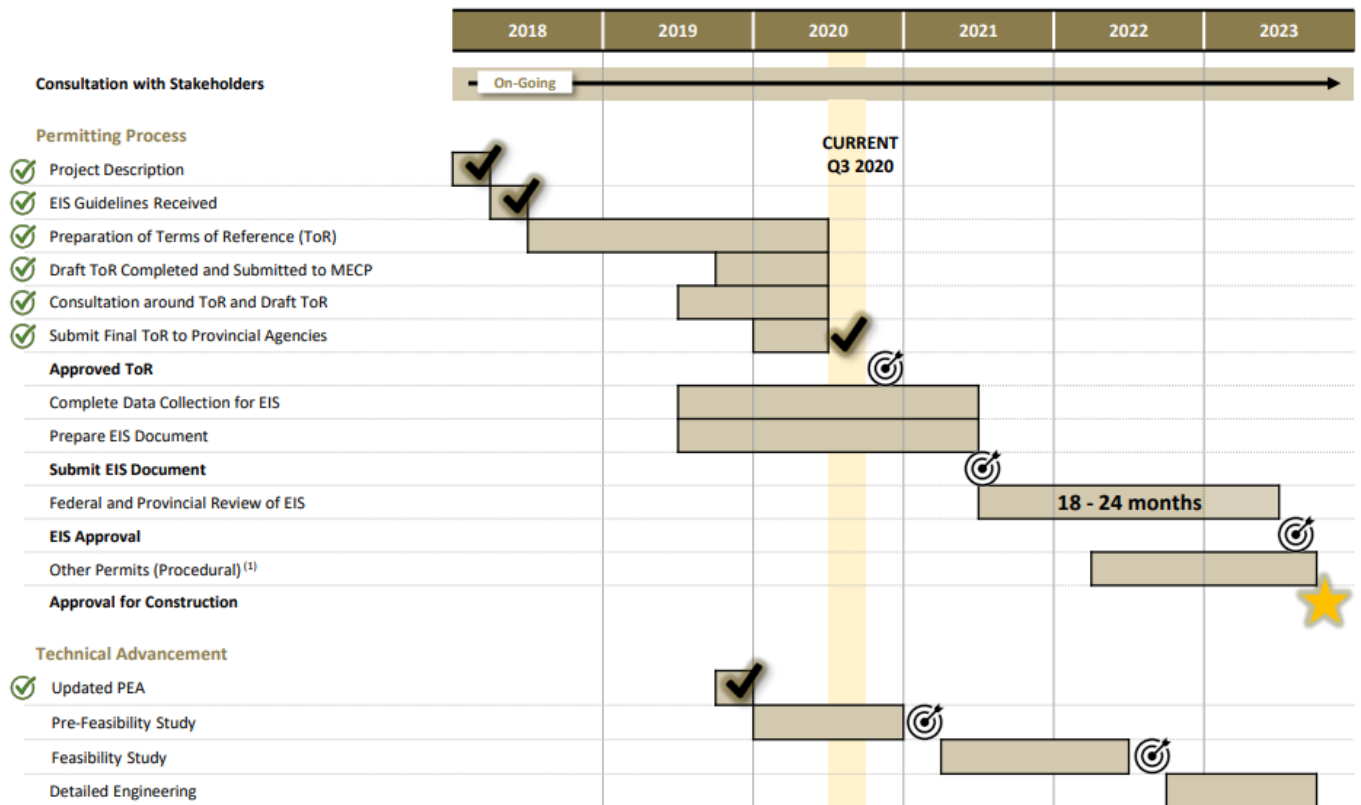 2018 2019 2020 2021 2022 2023
Consultation with Stakeholders
On-Going
Permitting Process
CURRENT
Q3 2020
Project Description
EIS Guidelines Received
Preparation of Terms of Reference (ToR)
Draft ToR Completed and Submitted to MECP
Consultation around ToR and Draft ToR
Submit Final ToR to Provincial Agencies
Approved ToR
Complete Data Collection for EIS
Prepare EIS Document
Submit EIS Document
Federal and Provincial Review of EIS
18 - 24 months
EIS Approval
Other Permits (Procedural) (1)
Approval for Construction
Technical Advancement
Updated PEA
Pre-Feasibility Study
Feasibility Study
Detailed Engineering